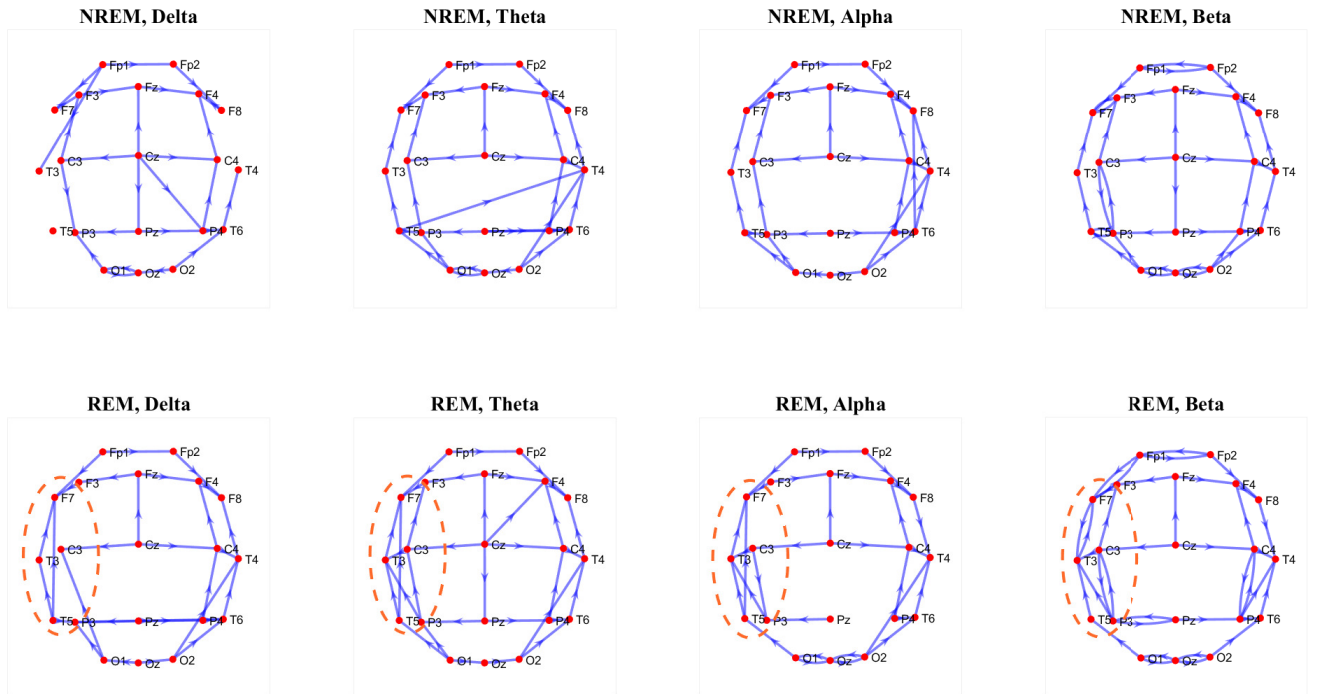 NREM, Delta NREM, Theta NREM, Alpha NREM, Beta
Fp1 Fp2 Fp1 Fp2 Fp1 Fp2 Fp1 Fp2
F7 F3 Fz F4 F8 F7 F3 Fz F4 F8 F7 F3 Fz F4 F8 F7 F3 Fz F4 F8
T3 C3 Cz C4 T4 T3 C3 Cz C4 T4 T3 C3 Cz C4 T4 T3 C3 Cz C4 T4
T5 P3 Pz P4 T6 T5 P3 Pz P4 T6 T5 P3 Pz P4 T6 T5 P3 Pz P4 T6
O1 Oz O2 O1 Oz O2 O1 Oz O2 O1 Oz O2
REM, Delta REM, Theta REM, Alpha REM, Beta
Fp1 Fp2 Fp1 Fp2 Fp1 Fp2 Fp1 Fp2
F7 F3 Fz F4 F8 F7 F3 Fz F4 F8 F7 F3 Fz F4 F8 F7 F3 Fz F4 F8
T3 C3 Cz C4 T4 T3 C3 Cz C4 T4 T3 C3 Cz C4 T4 T3 C3 Cz C4 T4
T5 P3 Pz P4 T6 T5 P3 Pz P4 T6 T5 P3 Pz P4 T6 T5 P3 Pz P4 T6
O1 Oz O2 O1 Oz O2 O1 Oz O2 O1 Oz O2